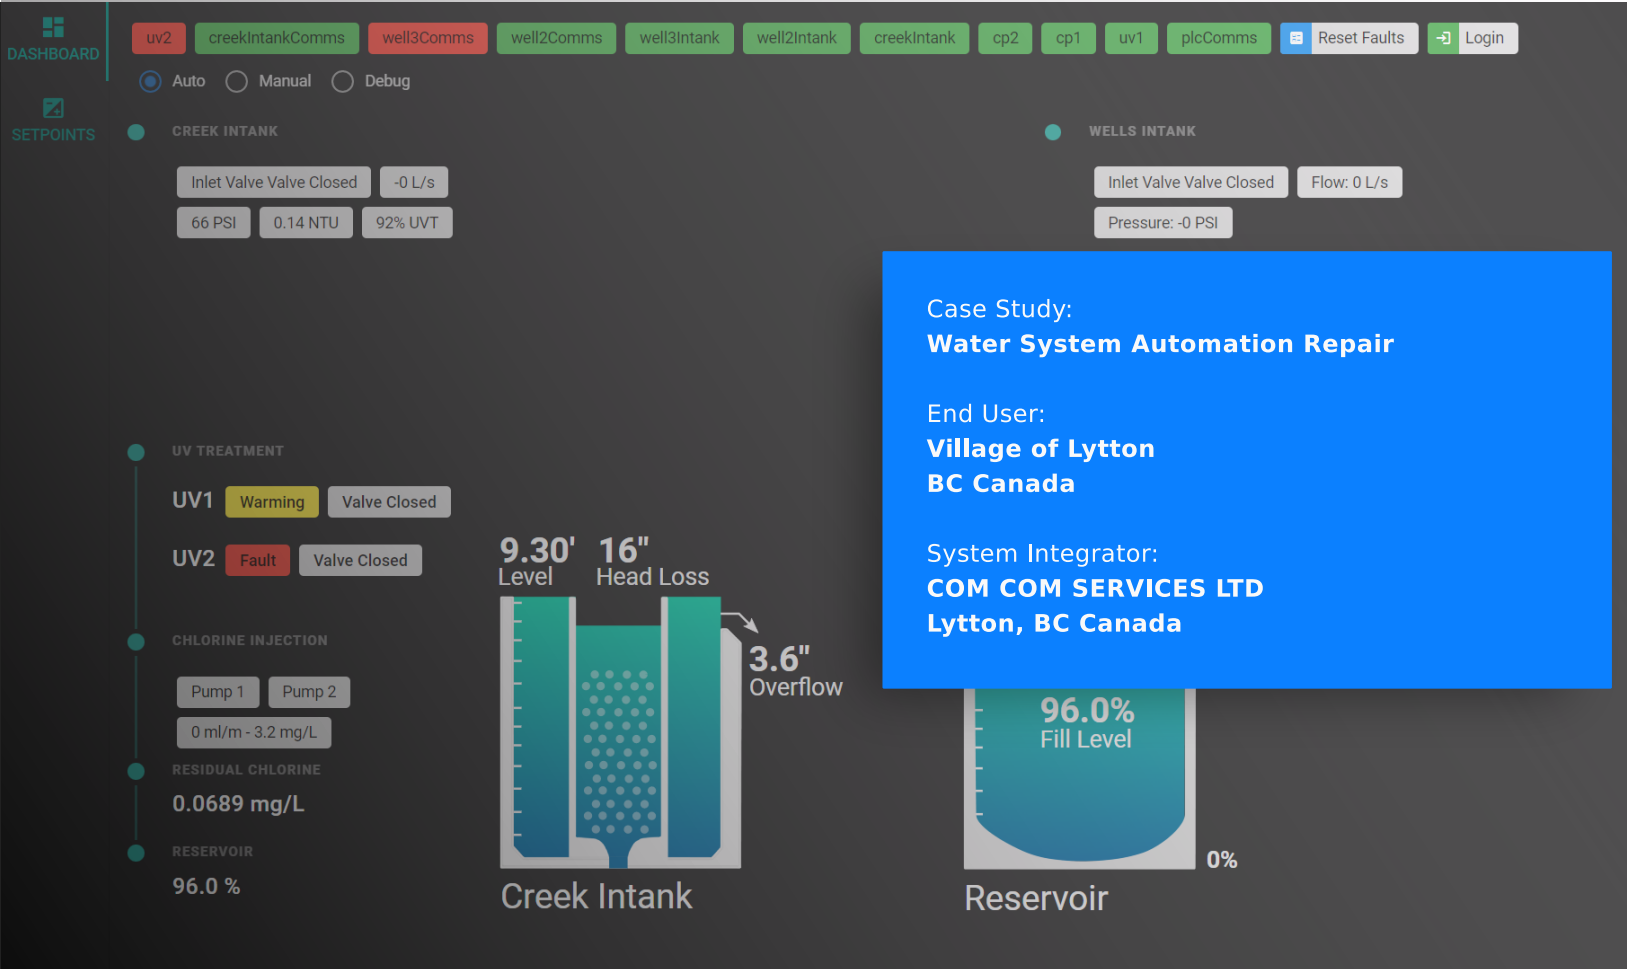 DASHBOARD
SETPOINTS
uv2 creekIntankComms well3Comms well2Comms well3Intank well2Intank creekIntank cp2 cp1 uv1 plcComms Reset Faults Login
Auto Manual Debug
CREEK INTANK
Inlet Valve Valve Closed -0 L/s
66 PSI 0.14 NTU 92% UVT
WELLS INTANK
Inlet Valve Valve Closed Flow: 0 L/s
Pressure: -0 PSI
Case Study:
Water System Automation Repair
End User:
Village of Lytton
BC Canada
System Integrator:
COM COM SERVICES LTD
Lytton, BC Canada
UV TREATMENT
UV1 Warming Valve Closed
UV2 Fault Valve Closed
CHLORINE INJECTION
Pump 1 Pump 2
0 ml/m - 3.2 mg/L
RESIDUAL CHLORINE
0.0689 mg/L
RESERVOIR
96.0 %
9.30' 16"
Level Head Loss
3.6"
Overflow
Creek Intank
96.0%
Fill Level
0%
Reservoir